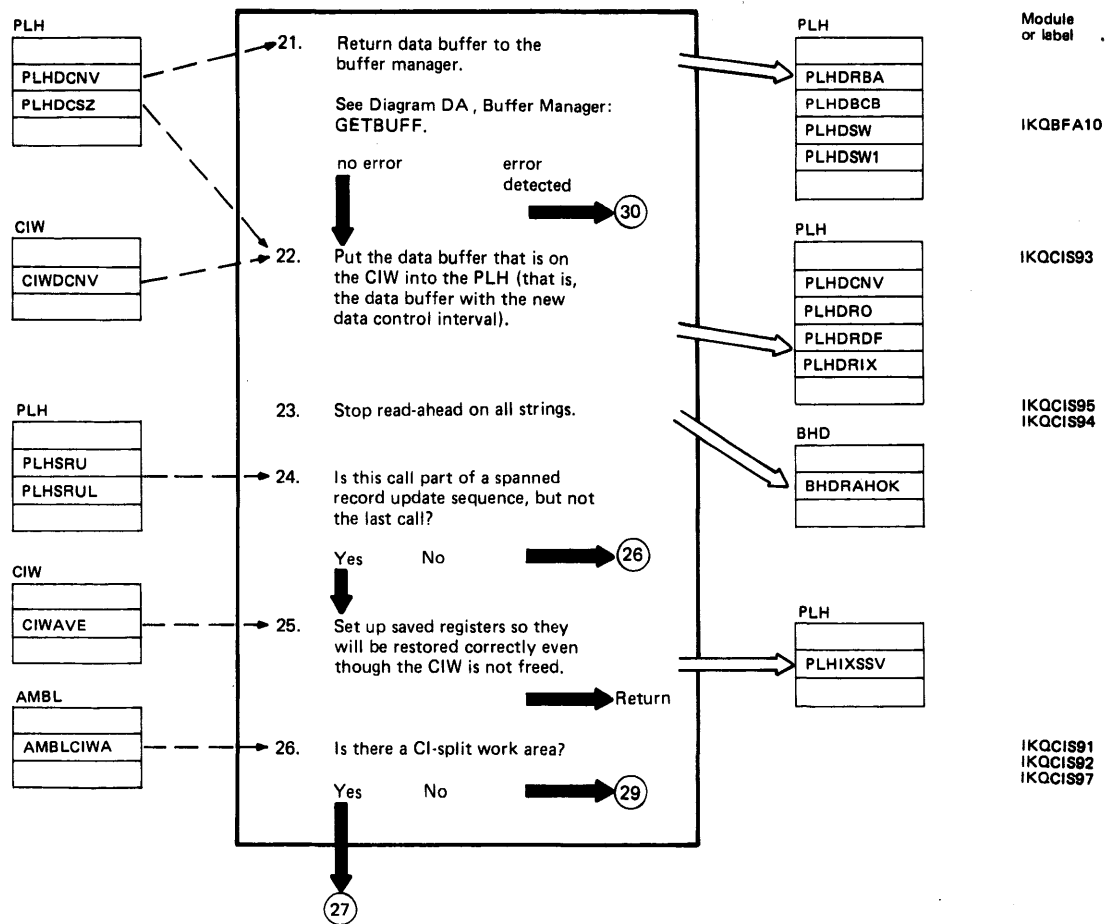 PLH
PLHDCNV
PLHDCSZ
CIW
CIWDCNV
PLH
PLHSRU
PLHSRUL
CIW
CIWAVE
AMBL
AMBLCIWA
21. Return data buffer to the
buffer manager.
See Diagram DA, Buffer Manager:
GETBUFF.
no error
error
detected
30
22. Put the data buffer that is on
the CIW into the PLH (that is,
the data buffer with the new
data control interval).
23. Stop read-ahead on all strings.
24. Is this call part of a spanned
record update sequence, but not
the last call?
Yes No
26
25. Set up saved registers so they
will be restored correctly even
though the CIW is not freed.
Return
26. Is there a CI-split work area?
Yes No
29
27
PLH
PLHDRBA
PLHDBCB
PLHDSW
PLHDSW1
PLH
PLHDCNV
PLHDRO
PLHDRDF
PLHDRIX
BHD
BHDRAHOK
PLH
PLHIXSSV
Module
or label
IKQBFA10
IKQCIS93
IKQCIS95
IKQCIS94
IKQCIS91
IKQCIS92
IKQCIS97